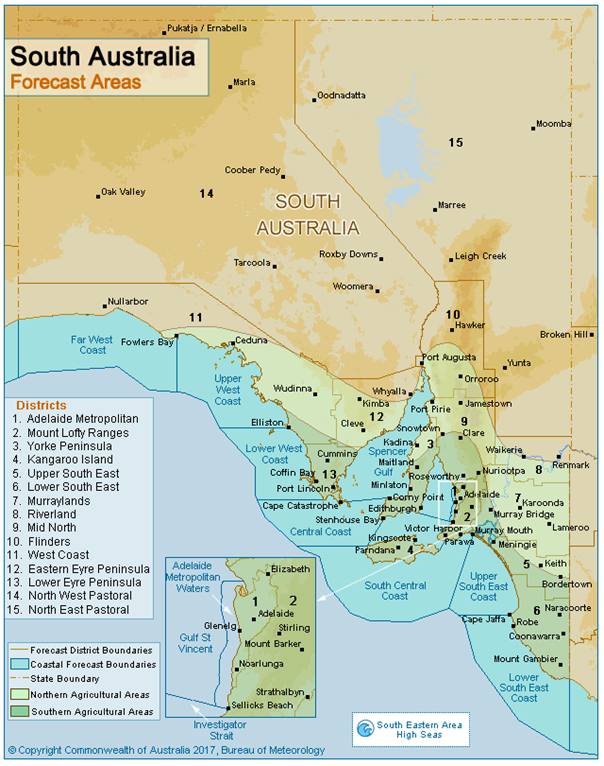 South Australia
Forecast Areas
Pukatja / Ernabella
Marla
Oodnadatta
Moomba
15
Coober Pedy
Oak Valley
14
SOUTH
AUSTRALIA
Marree
Tarcoola
Roxby Downs
Leigh Creek
Woomera
Nullarbor
11
10
Hawker
Far West
Coast
Fowlers Bay
Ceduna
Port Augusta
Broken Hill
Yunta
Upper
West
Coast
Wudinna
Whyalla
Orroroo
Kimba
12
Port Pirie
Jamestown
Elliston
Cleve
9
Snowtown
Clare
Lower West
Coast
Cummins
Spencer
Gulf
Kadina
3
Waikerie
Renmark
8
Coffin Bay
13
Maitland
Roseworthy
Nuriootpa
Port Lincoln
Minlaton
1
Adelaide
7
Karoonda
Cape Catastrophe
Corny Point
Edithburgh
2
Murray Bridge
Central Coast
Stenhouse Bay
Victor Harbor
Murray Mouth
Lameroo
Kingscote
Parawa
Meningie
Parndana
4
5
Keith
South Central
Coast
Upper
South East
Coast
Bordertown
6
Naracoorte
Cape Jaffa
Robe
Coonawarra
Mount Gambier
Lower
South East
Coast
Districts
1. Adelaide Metropolitan
2. Mount Lofty Ranges
3. Yorke Peninsula
4. Kangaroo Island
5. Upper South East
6. Lower South East
7. Murraylands
8. Riverland
9. Mid North
10. Flinders
11. West Coast
12. Eastern Eyre Peninsula
13. Lower Eyre Peninsula
14. North West Pastoral
15. North East Pastoral
Forecast District Boundaries
Coastal Forecast Boundaries
State Boundary
Northern Agricultural Areas
Southern Agricultural Areas
Adelaide
Metropolitan
Waters
Elizabeth
1
2
Adelaide
Glenelg
Stirling
Gulf St
Vincent
Mount Barker
Noarlunga
Strathalbyn
Sellicks Beach
Investigator
Strait
South Eastern Area
High Seas
© Copyright Commonwealth of Australia 2017, Bureau of Meteorology